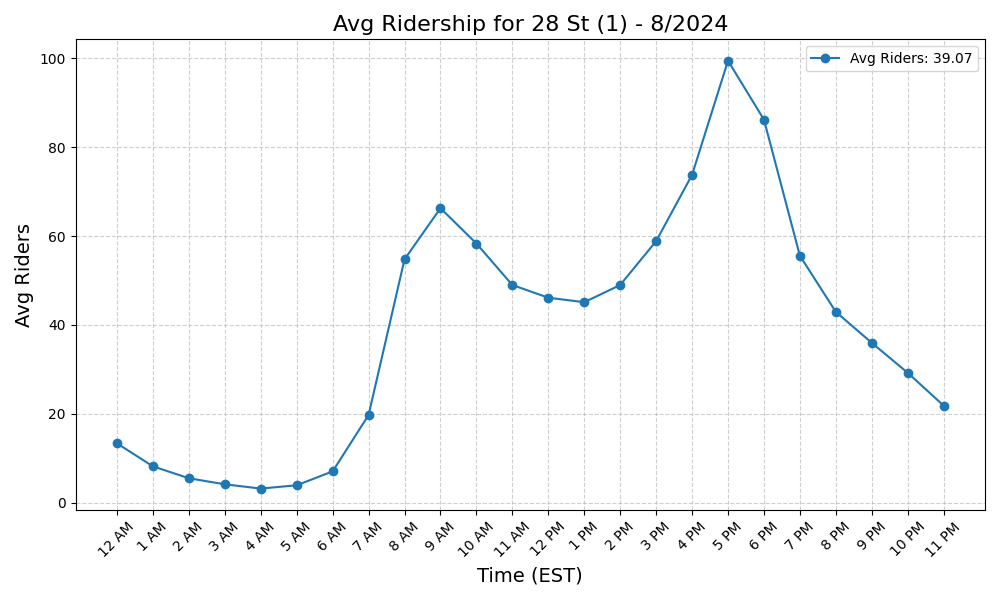 Avg Ridership for 28 St (1) - 8/2024
Avg Riders: 39.07
100
80
60
40
20
0
Avg Riders
12 AM
1 AM
2 AM
3 AM
4 AM
5 AM
6 AM
7 AM
8 AM
9 AM
10 AM
11 AM
12 PM
1 PM
2 PM
3 PM
4 PM
5 PM
6 PM
7 PM
8 PM
9 PM
10 PM
11 PM
Time (EST)